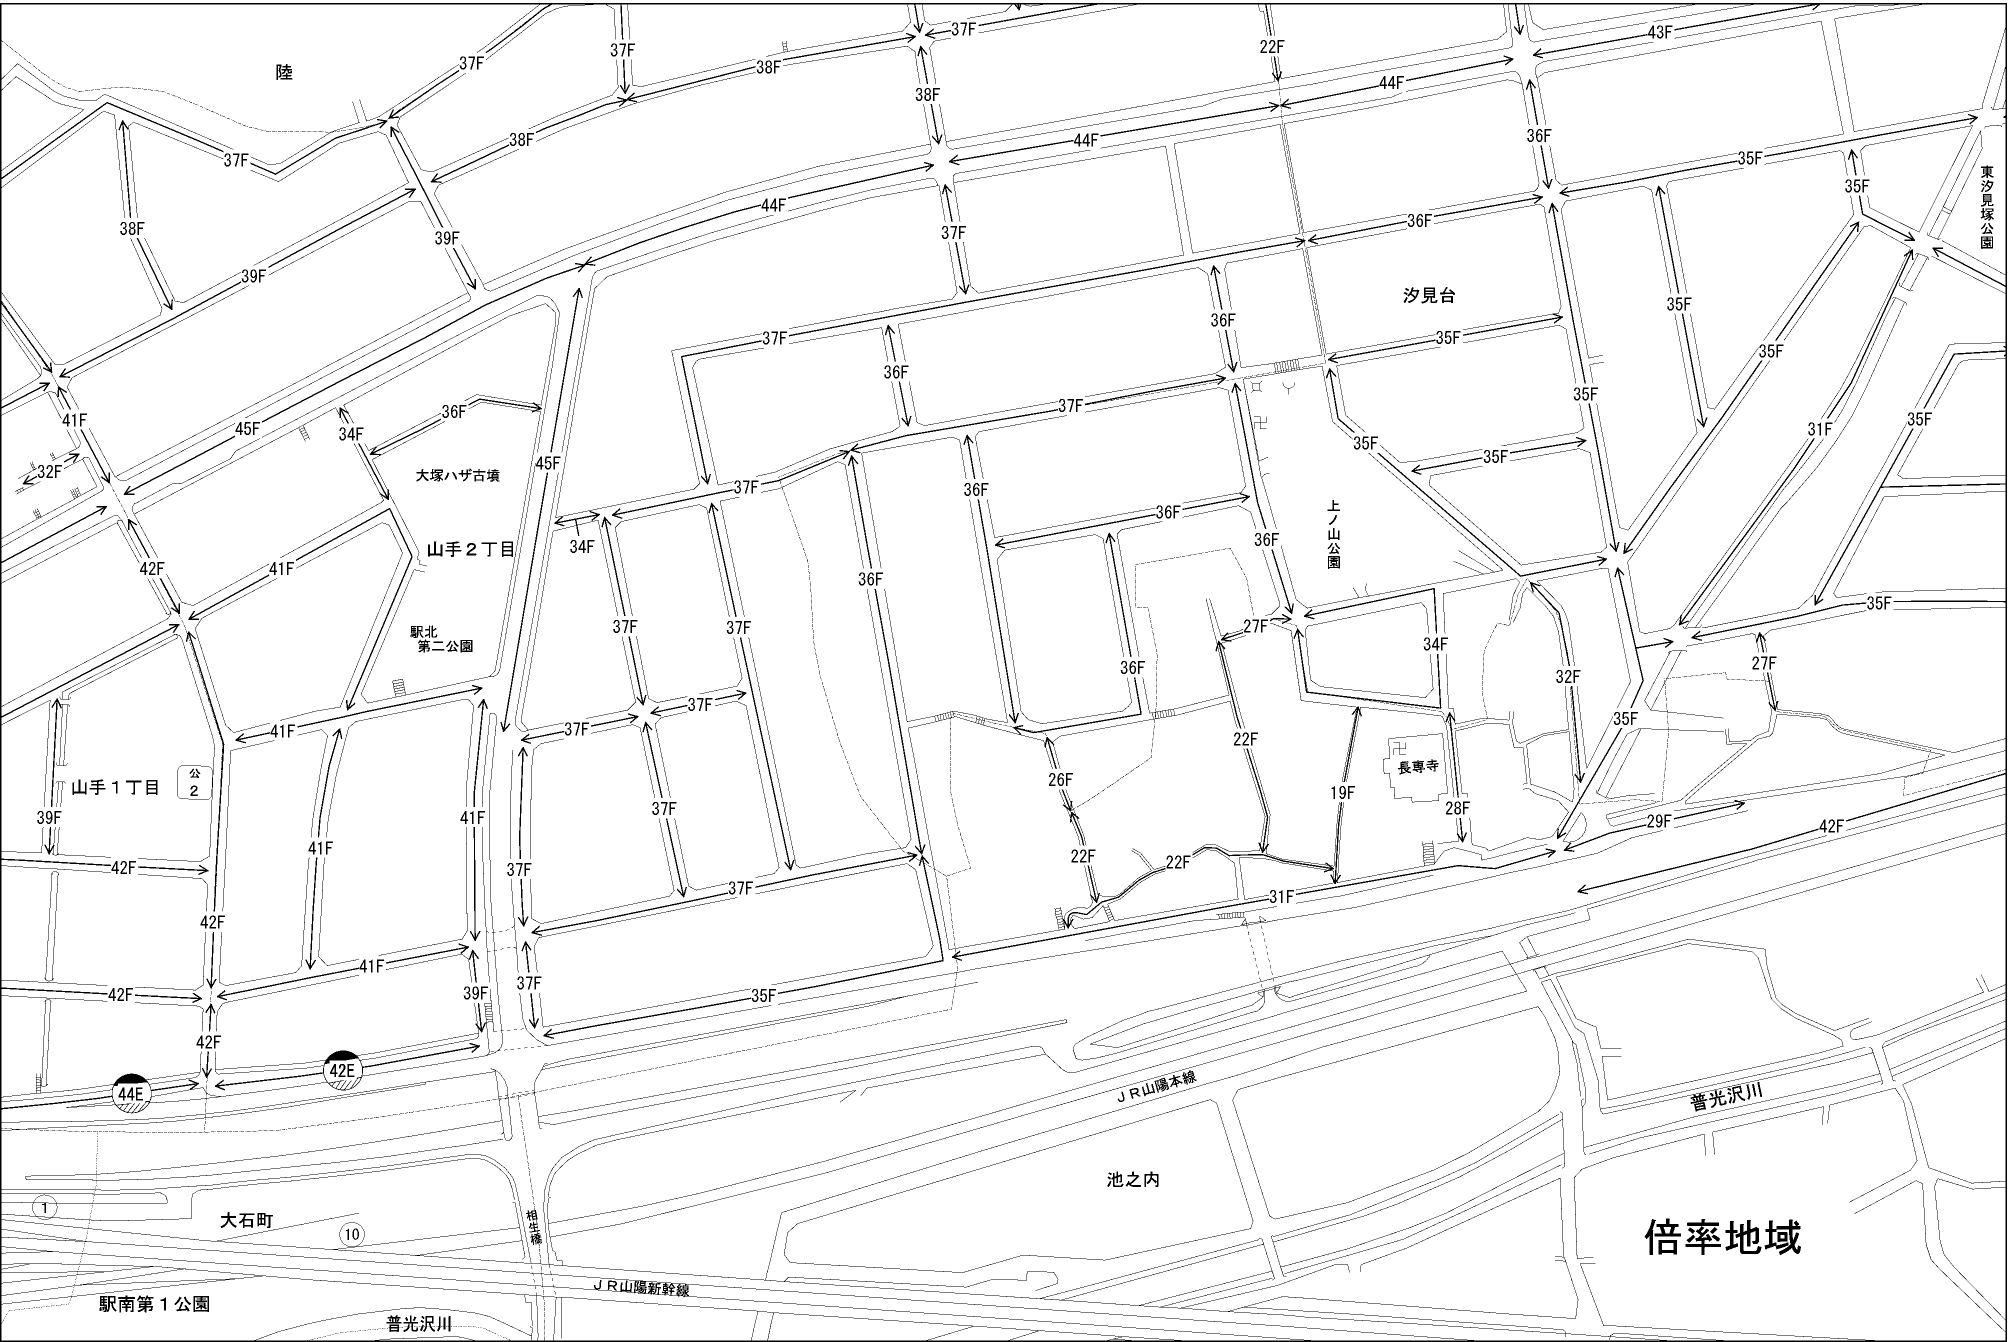 37F
37F
22F
43F
37F
38F
陸
38F
44F
38F
44F
36F
37F
35F
35F
東汐見塚公園
38F
39F
44F
37F
36F
39F
汐見台
35F
36F
37F
35F
36F
35F
35F
41F
36F
37F
35F
35F
34F
45F
31F
35F
32F
大塚ハザ古墳
45F
37F
36F
35F
36F
上ノ山公園
34F
山手2丁目
36F
42F
41F
36F
35F
駅北
第二公園
37F
37F
27F
34F
27F
36F
32F
41F
37F
37F
22F
35F
山手1丁目
公
2
26F
長専寺
39F
41F
41F
37F
19F
28F
29F
42F
42F
37F
37F
22F
22F
31F
42F
41F
42F
39F
37F
35F
42F
44E
42E
JR山陽本線
普光沢川
池之内
1
大石町
10
相生橋
倍率地域
JR山陽新幹線
駅南第1公園
普光沢川